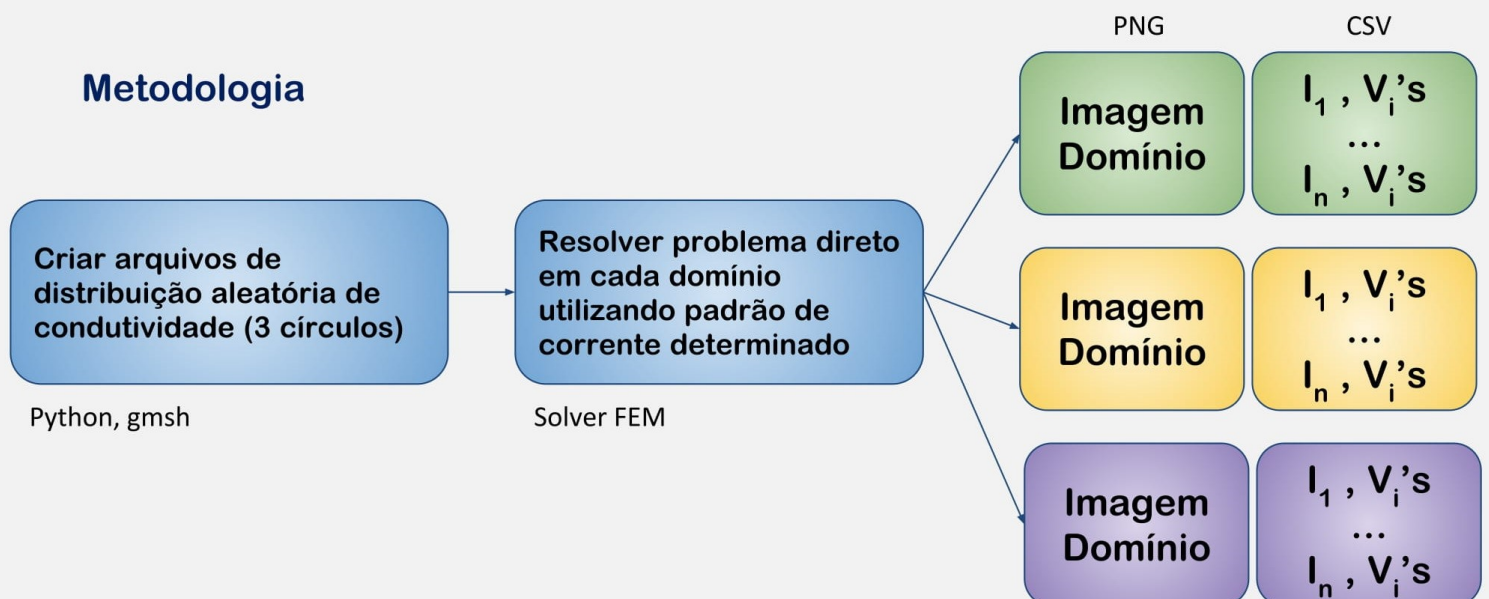 Metodologia
Criar arquivos de
distribuição aleatória de
condutividade (3 círculos)
Python, gmsh
Resolver problema direto
em cada domínio
utilizando padrão de
corrente determinado
Solver FEM
PNG
CSV
Imagem
Domínio
I₁ , Vᵢ’s
...
Iₙ , Vᵢ’s
Imagem
Domínio
I₁ , Vᵢ’s
...
Iₙ , Vᵢ’s
Imagem
Domínio
I₁ , Vᵢ’s
...
Iₙ , Vᵢ’s